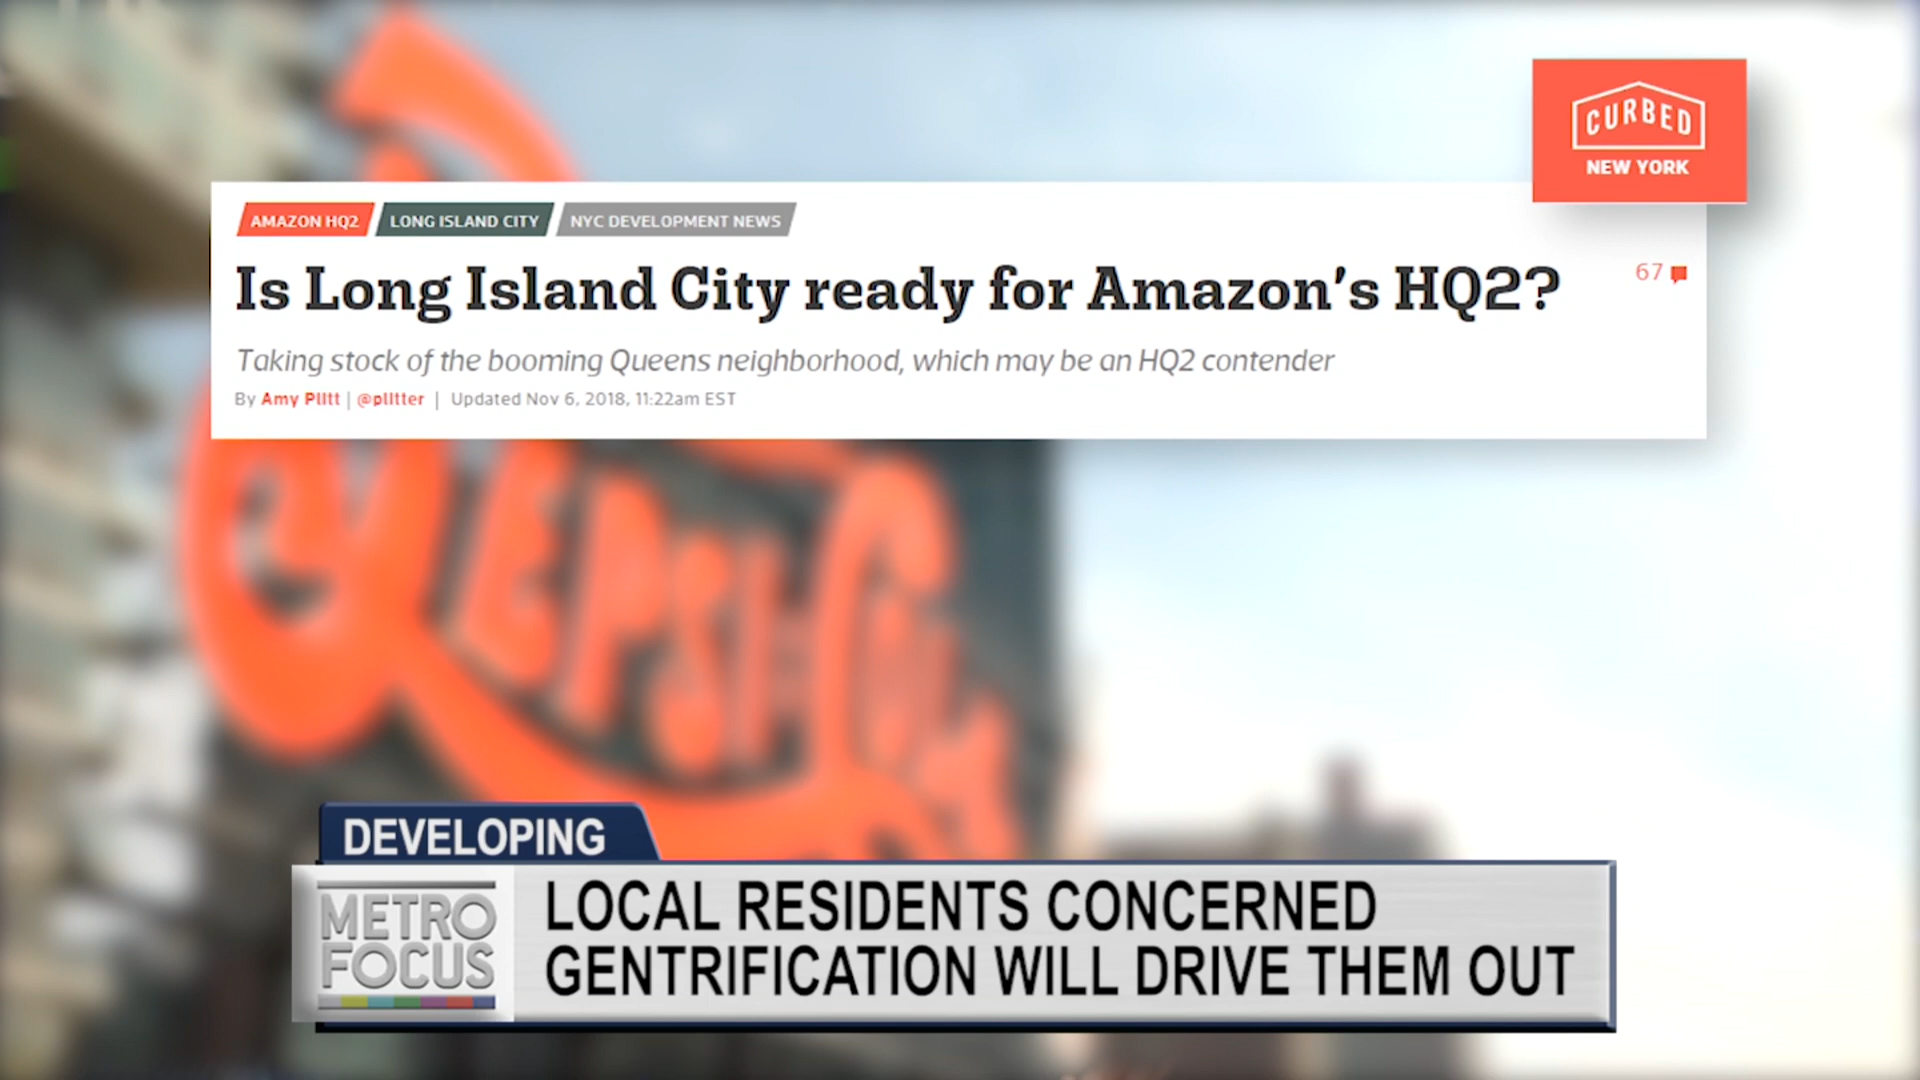 CURBED
NEW YORK
AMAZON HQ2 LONG ISLAND CITY NYC DEVELOPMENT NEWS
Is Long Island City ready for Amazon's HQ2?
67
Taking stock of the booming Queens neighborhood, which may be an HQ2 contender
By Amy Plitt | @plitter | Updated Nov 6, 2018, 11:22am EST
PEPSI-COLA
DEVELOPING
METRO
FOCUS
LOCAL RESIDENTS CONCERNED
GENTRIFICATION WILL DRIVE THEM OUT